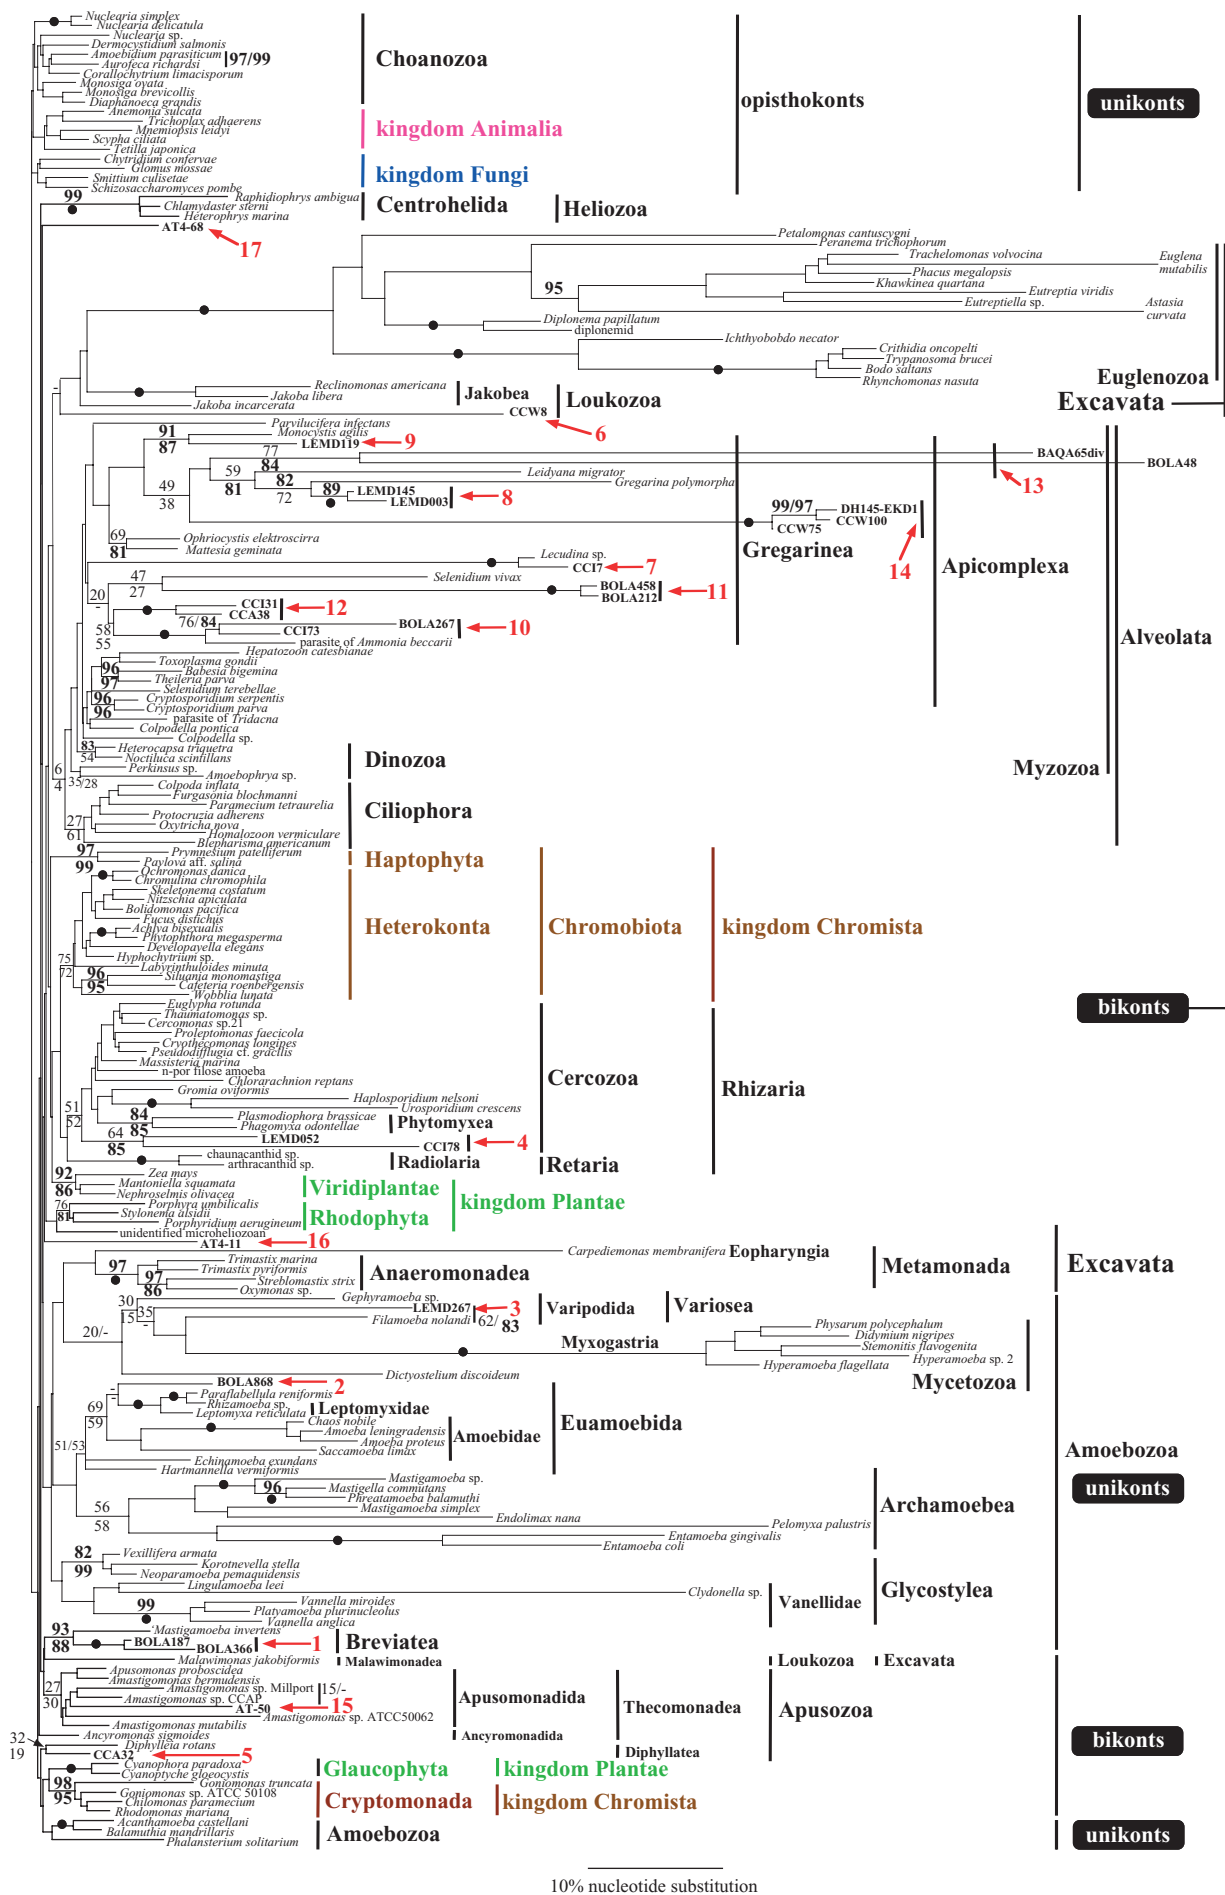 Nuclearia simplex
Nuclearia delicatula
Nuclearia sp.
Dermocystidium salmonis
Amoebidium parasiticum
97/99
Aurofeca richardsi
Corallochytrium limacisporum
Monosiga ovata
Monosiga brevicollis
Diaphanoeca grandis
Choanozoa
opisthokonts
unikonts
Anemonia sulcata
Trichoplax adhaerens
Mnemiopsis leidyi
Scypha ciliata
Tetilla japonica
kingdom Animalia
Chytridium confervae
Glomus mossae
Smittium culisetae
Schizosaccharomyces pombe
kingdom Fungi
99
Raphidiophrys ambigua
Chlamydaster sterni
Heterophrys marina
Centrohelida
Heliozoa
AT4-68
17
Petalomonas cantuscygni
Peranema trichophorum
Trachelomonas volvocina
Euglena mutabilis
Phacus megalopsis
Khawkinea quartana
95
Eutreptia viridis
Eutreptiella sp.
Astasia curvata
Diplonema papillatum
diplonemid
Ichthyobobdo necator
Crithidia oncopelti
Trypanosoma brucei
Bodo saltans
Rhynchomonas nasuta
Euglenozoa
Excavata
-
Reclinomonas americana
Jakoba libera
Jakoba incarcerata
Jakobea
Loukozoa
-
CCW8
6
Parvilucifera infectans
91
Monocystis agilis
87
LEMD119
9
77
BAQA65div
84
BOLA48
13
59
81
Leidyana migrator
82
Gregarina polymorpha
72
89
LEMD145
LEMD003
8
49
38
99/97
DH145-EKD1
CCW100
CCW75
14
Gregarinea
Apicomplexa
Alveolata
69
Ophriocystis elektroscirra
81
Mattesia geminata
Lecudina sp.
CCI7
7
20
-
47
Selenidium vivax
27
BOLA458
BOLA212
11
CCI31
CCA38
12
76/84
BOLA267
10
58
CCI73
55
parasite of Ammonia beccarii
Hepatozoon catesbianae
Toxoplasma gondii
96
Babesia bigemina
97
Theileria parva
Selenidium terebellae
96
Cryptosporidium serpentis
96
Cryptosporidium parva
parasite of Tridacna
Colpodella pontica
Colpodella sp.
83
Heterocapsa triquetra
54
Noctiluca scintillans
Perkinsus sp.
35/28
Amoebophrya sp.
Dinozoa
Myzozoa
6
4
Colpoda inflata
Furgasonia blochmanni
Paramecium tetraurelia
Protocruzia adherens
27
Oxytricha nova
61
Homalozoon vermiculare
Blepharisma americanum
Ciliophora
97
Prymnesium patelliferum
Pavlova aff. salina
Haptophyta
99
Ochromonas danica
Chromulina chromophila
Skeletonema costatum
Nitzschia apiculata
Bolidomonas pacifica
Fucus distichus
Achlya bisexualis
Phytophthora megasperma
Developayella elegans
75
Hyphochytrium sp.
72
Labyrinthuloides minuta
96
Siluania monomastiga
95
Cafeteria roenbergensis
Wobblia lunata
Heterokonta
Chromobiota
kingdom Chromista
bikonts
Euglypha rotunda
Thaumatomonas sp.
Cercomonas sp.21
Proleptomonas faecicola
Cryothecomonas longipes
Pseudodifflugia cf. gracilis
Massisteria marina
n-por filose amoeba
Chlorarachnion reptans
Gromia oviformis
Haplosporidium nelsoni
Urosporidium crescens
51
52
84
Plasmodiophora brassicae
85
Phagomyxa odontellae
Phytomyxea
64
LEMD052
85
CCI78
4
Cercozoa
Rhizaria
chaunacanthid sp.
arthracanthid sp.
Radiolaria
Retaria
92
Zea mays
Mantoniella squamata
86
Nephroselmis olivacea
Viridiplantae
kingdom Plantae
76
Porphyra umbilicalis
81
Stylonema alsidii
Porphyridium aerugineum
Rhodophyta
unidentified microheliozoan
AT4-11
16
Carpediemonas membranifera
Eopharyngia
97
Trimastix marina
Trimastix pyriformis
97
Streblomastix strix
86
Oxymonas sp.
Anaeromonadea
Metamonada
Excavata
30
Gephyramoeba sp.
15
35
LEMD267
3
-
Filamoeba nolandi
62/83
Varipodida
Variosea
20/-
Myxogastria
Physarum polycephalum
Didymium nigripes
Stemonitis flavogenita
Hyperamoeba sp. 2
Hyperamoeba flagellata
Dictyostelium discoideum
Mycetozoa
-
BOLA868
2
-
Paraflabellula reniformis
Rhizamoeba sp.
Leptomyxa reticulata
Leptomyxidae
69
59
Chaos nobile
Amoeba leningradensis
Amoeba proteus
Saccamoeba limax
Amoebidae
Euamoebida
51/53
Echinamoeba exundans
Hartmannella vermiformis
Amoebozoa
unikonts
Mastigamoeba sp.
96
Mastigella commutans
Phreatamoeba balamuthi
Mastigamoeba simplex
56
Endolimax nana
58
Pelomyxa palustris
Entamoeba gingivalis
Entamoeba coli
Archamoebea
82
Vexillifera armata
99
Korotnevella stella
Neoparamoeba pemaquidensis
Lingulamoeba leei
Clydonella sp.
99
Vannella miroides
Platyamoeba plurinucleolus
Vannella anglica
Vanellidae
Glycostylea
93
'Mastigamoeba invertens'
88
BOLA187
BOLA366
1
Breviatea
Malawimonas jakobiformis
Malawimonadea
Loukozoa
Excavata
Apusomonas proboscidea
27
Amastigomonas bermudensis
Amastigomonas sp. Millport
15/-
30
Amastigomonas sp. CCAP
AT-50
15
Amastigomonas sp. ATCC50062
Amastigomonas mutabilis
Apusomonadida
Thecomonadea
Apusozoa
Ancyromonas sigmoides
Ancyromonadida
32
19
Diphylleia rotans
CCA32
5
Diphyllatea
bikonts
Cyanophora paradoxa
Cyanoptyche gloeocystis
Glaucophyta
kingdom Plantae
98
Goniomonas truncata
95
Goniomonas sp. ATCC 50108
Chilomonas paramecium
Rhodomonas mariana
Cryptomonada
kingdom Chromista
Acanthamoeba castellani
Balamuthia mandrillaris
Phalansterium solitarium
Amoebozoa
unikonts
10% nucleotide substitution